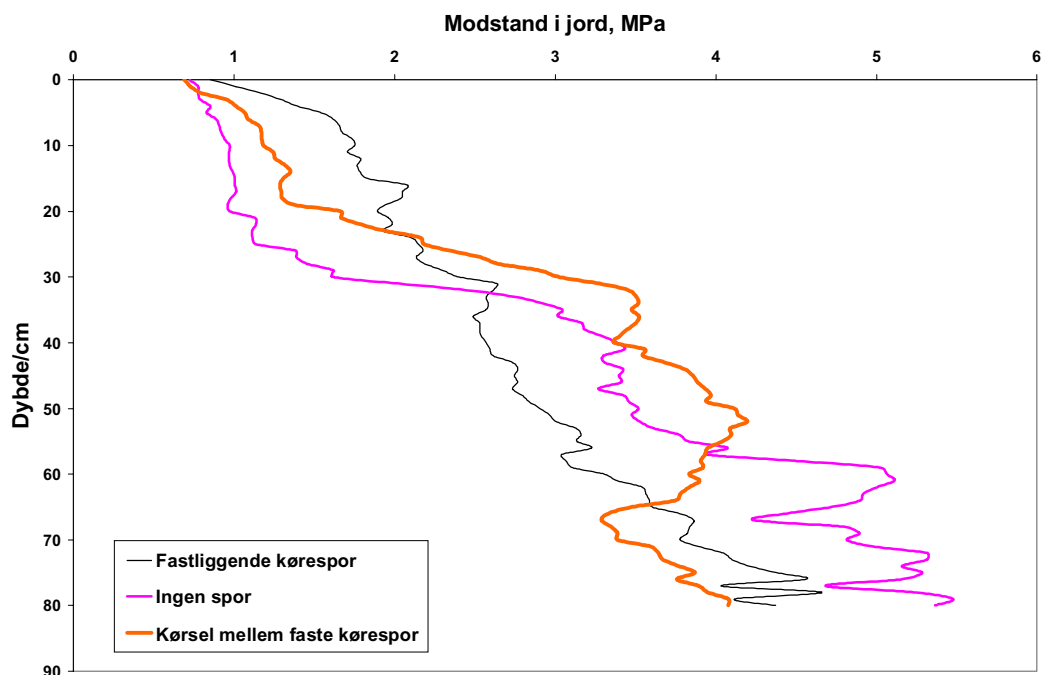 Modstand i jord, MPa
0 1 2 3 4 5 6
0
10
20
30
40
50
60
70
80
90
Dybde/cm
Fastliggende kørespor
Ingen spor
Kørsel mellem faste kørespor